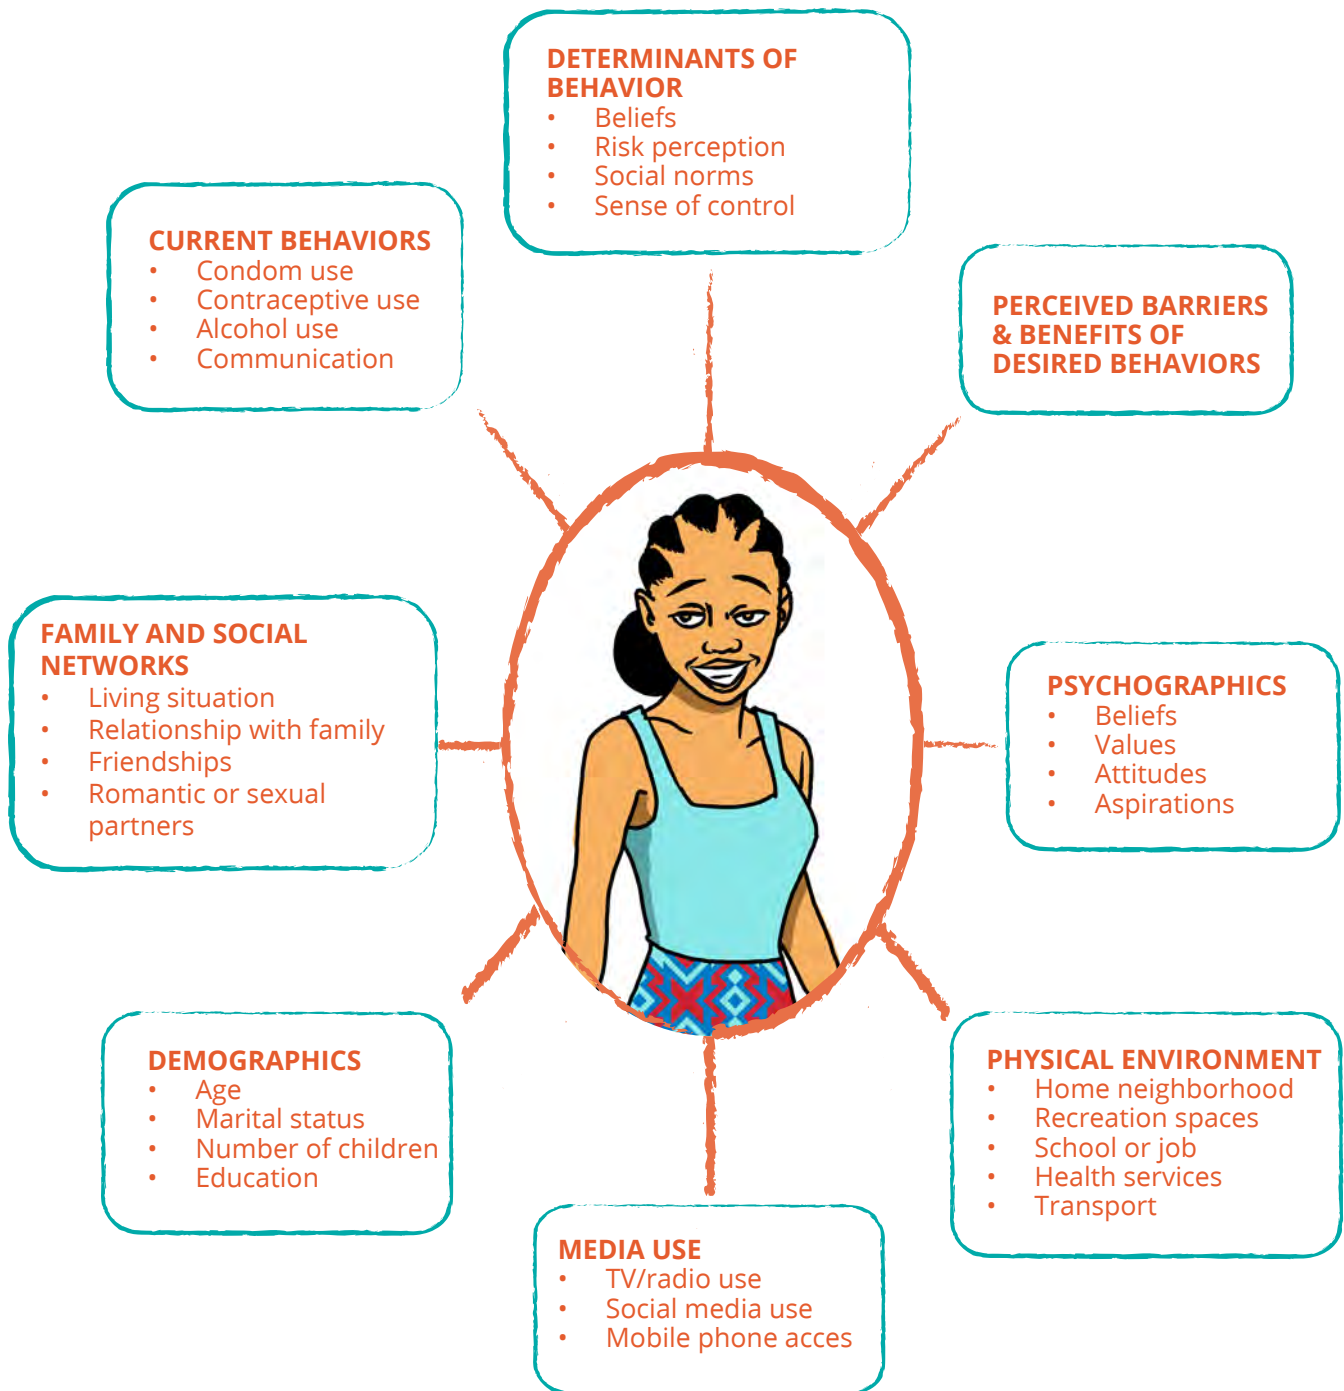 DETERMINANTS OF
BEHAVIOR
• Beliefs
• Risk perception
• Social norms
• Sense of control
CURRENT BEHAVIORS
• Condom use
• Contraceptive use
• Alcohol use
• Communication
PERCEIVED BARRIERS
& BENEFITS OF
DESIRED BEHAVIORS
FAMILY AND SOCIAL
NETWORKS
• Living situation
• Relationship with family
• Friendships
• Romantic or sexual
partners
PSYCHOGRAPHICS
• Beliefs
• Values
• Attitudes
• Aspirations
DEMOGRAPHICS
• Age
• Marital status
• Number of children
• Education
PHYSICAL ENVIRONMENT
• Home neighborhood
• Recreation spaces
• School or job
• Health services
• Transport
MEDIA USE
• TV/radio use
• Social media use
• Mobile phone acces